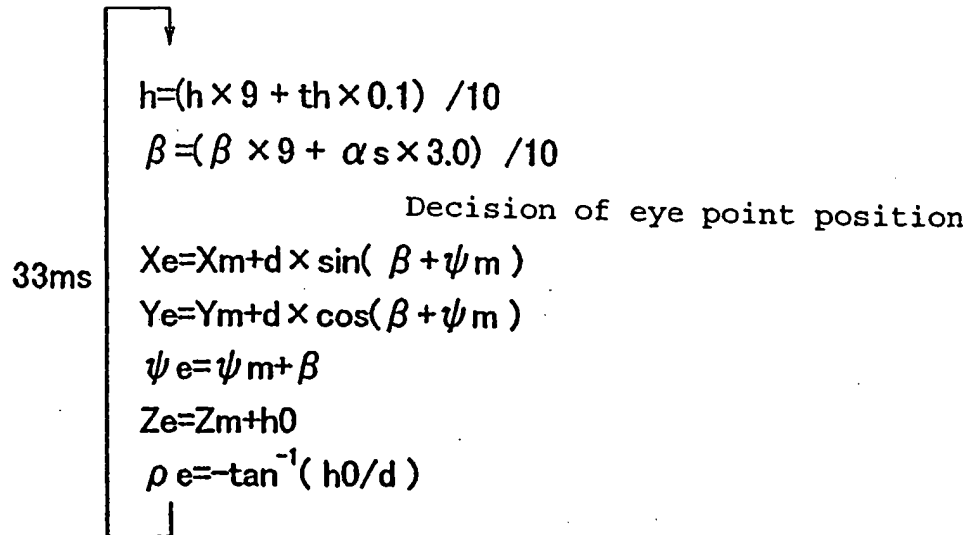 h=(h×9 + th×0.1) /10
β=(β ×9 + αs×3.0) /10
Decision of eye point position
33ms
Xe=Xm+d×sin( β+ψm )
Ye=Ym+d×cos(β+ψm )
ψe=ψm+β
Ze=Zm+h0
ρe=-tan⁻¹( h0/d )